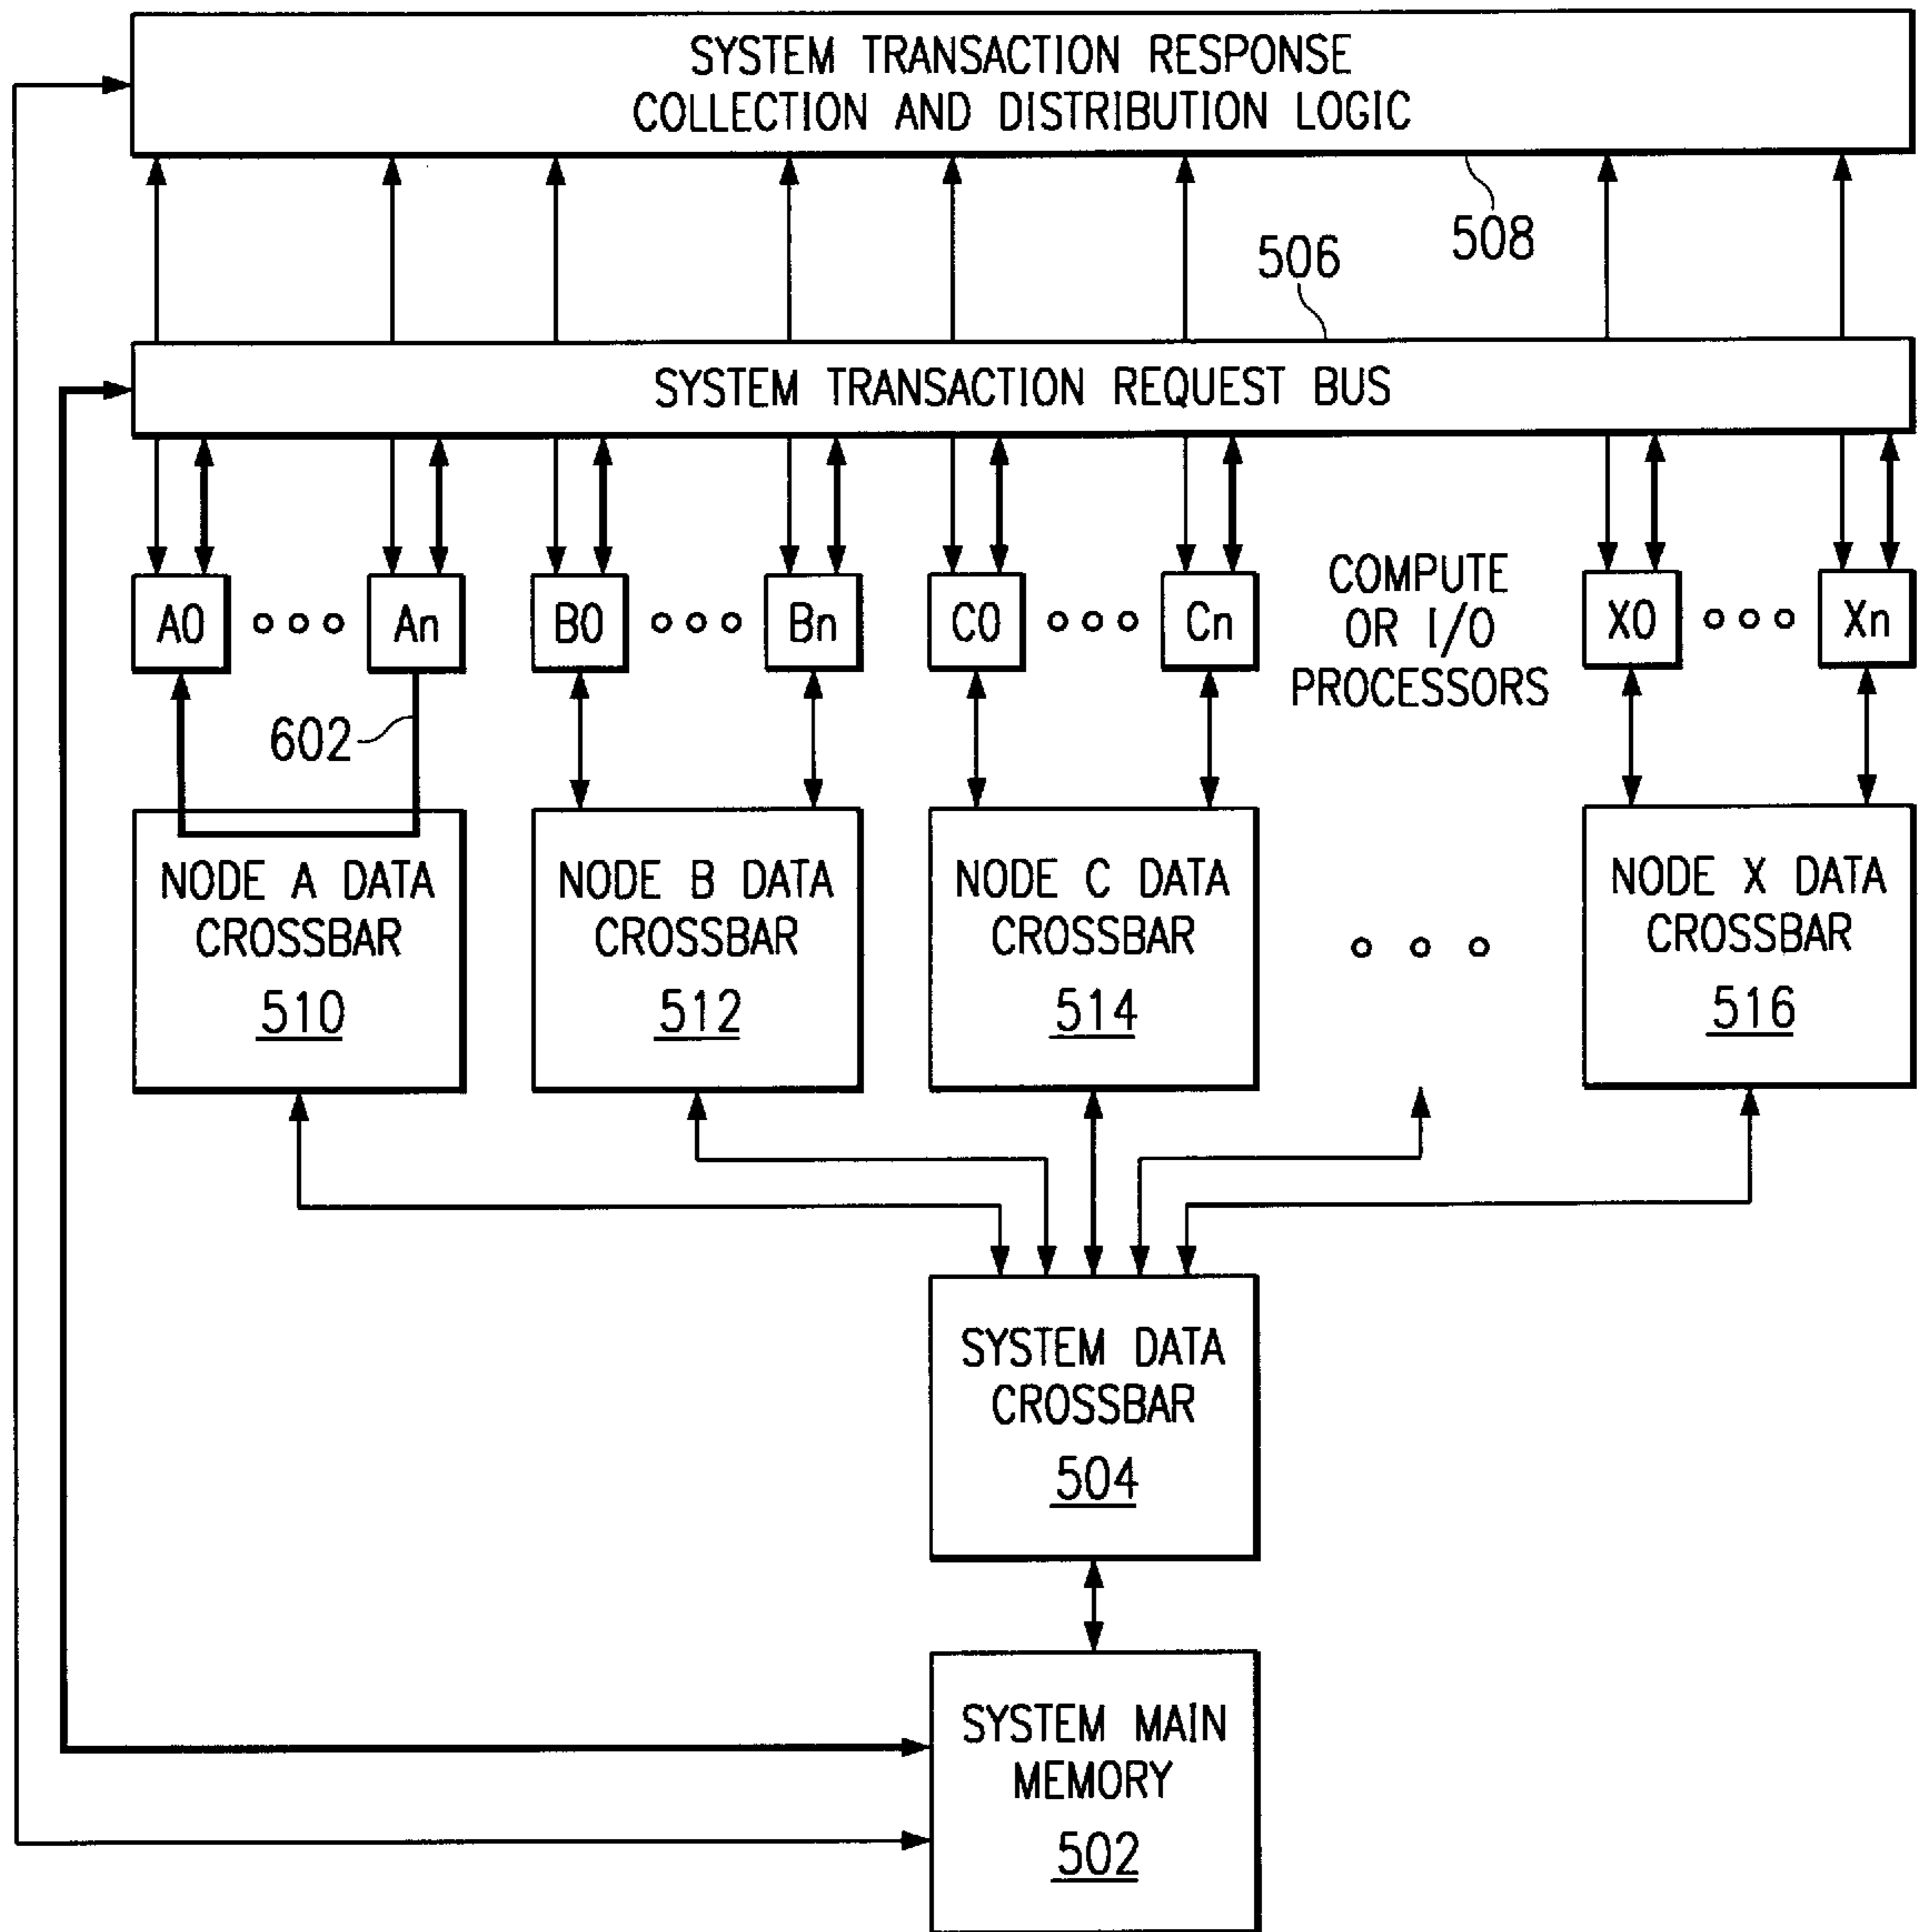 SYSTEM TRANSACTION RESPONSE
COLLECTION AND DISTRIBUTION LOGIC
508
506
SYSTEM TRANSACTION REQUEST BUS
A0
An
B0
Bn
C0
Cn
COMPUTE
OR I/O
PROCESSORS
X0
Xn
602
NODE A DATA
CROSSBAR
510
NODE B DATA
CROSSBAR
512
NODE C DATA
CROSSBAR
514
NODE X DATA
CROSSBAR
516
SYSTEM DATA
CROSSBAR
504
SYSTEM MAIN
MEMORY
502